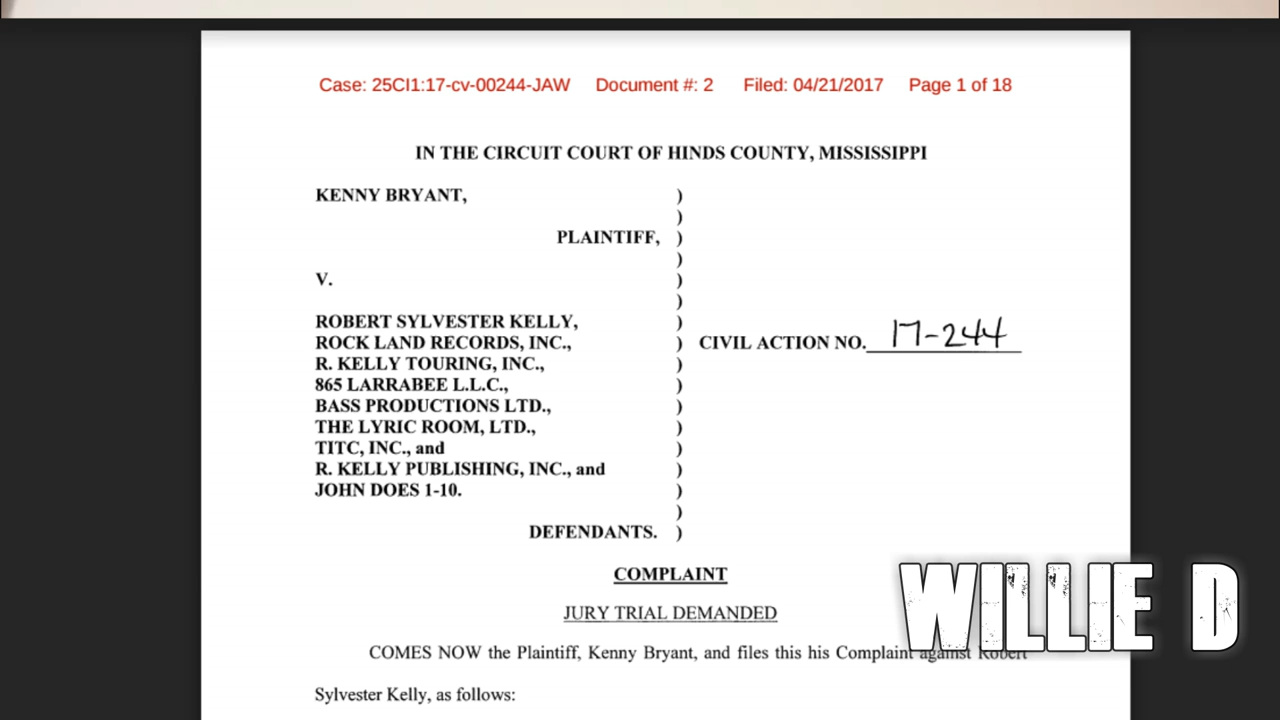 Case: 25CI1:17-cv-00244-JAW Document #: 2 Filed: 04/21/2017 Page 1 of 18
IN THE CIRCUIT COURT OF HINDS COUNTY, MISSISSIPPI
KENNY BRYANT, )
)
PLAINTIFF, )
)
V. )
)
ROBERT SYLVESTER KELLY, )
ROCK LAND RECORDS, INC., ) CIVIL ACTION NO. 17-244
R. KELLY TOURING, INC., )
865 LARRABEE L.L.C., )
BASS PRODUCTIONS LTD., )
THE LYRIC ROOM, LTD., )
TITC, INC., and )
R. KELLY PUBLISHING, INC., and )
JOHN DOES 1-10. )
)
DEFENDANTS. )
COMPLAINT
JURY TRIAL DEMANDED
COMES NOW the Plaintiff, Kenny Bryant, and files this his Complaint against Robert
Sylvester Kelly, as follows:
WILLIE D